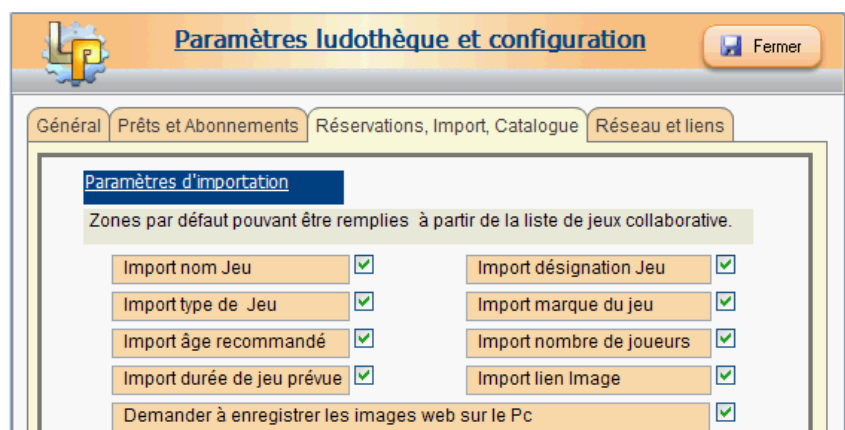 LP
Paramètres ludothèque et configuration
Fermer
Général Prêts et Abonnements Réservations, Import, Catalogue Réseau et liens
Paramètres d'importation
Zones par défaut pouvant être remplies à partir de la liste de jeux collaborative.
Import nom Jeu Import désignation Jeu
Import type de Jeu Import marque du jeu
Import âge recommandé Import nombre de joueurs
Import durée de jeu prévue Import lien Image
Demander à enregistrer les images web sur le Pc